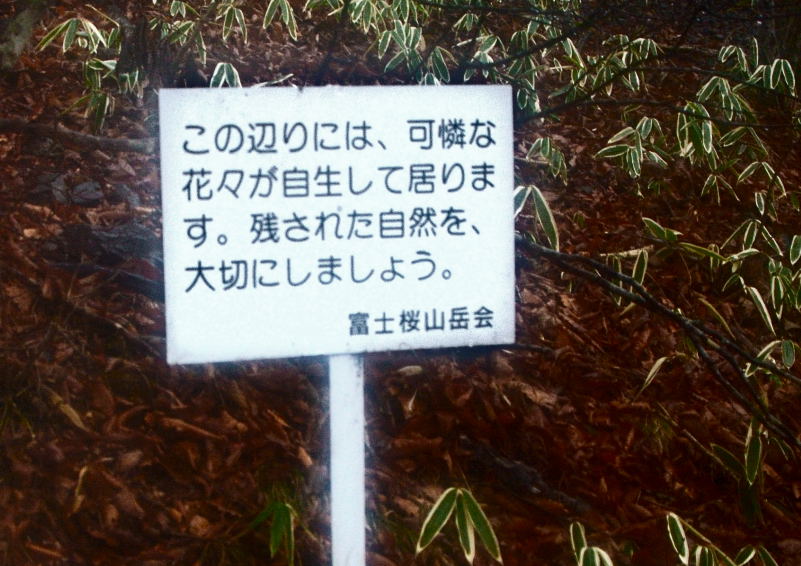 この辺りには、可憐な
花々が自生して居りま
す。残された自然を、
大切にしましょう。
富士桜山岳会